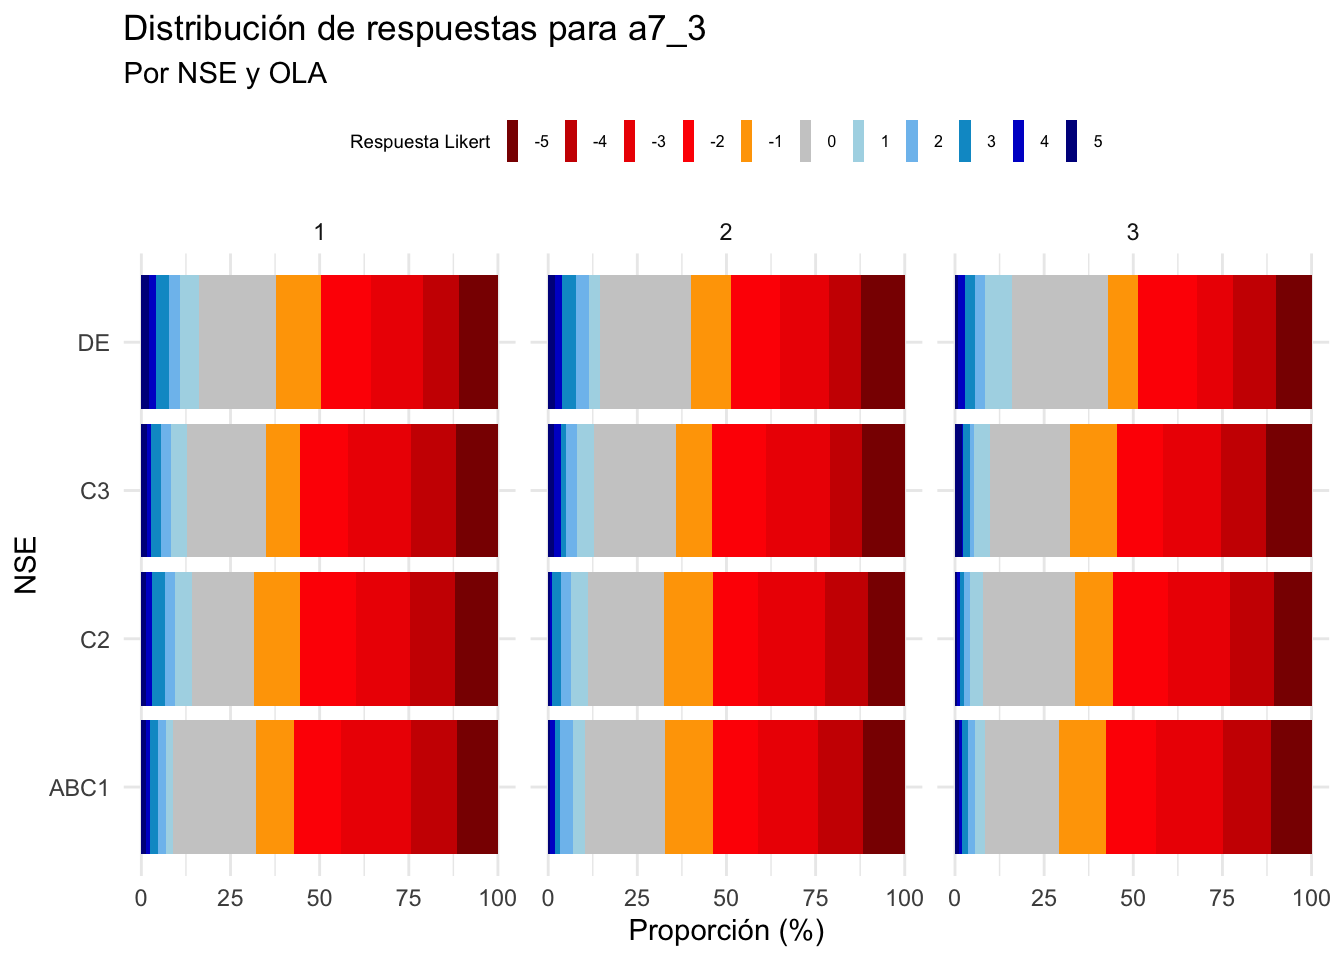 Distribución de respuestas para a7_3
Por NSE y OLA
Respuesta Likert -5 -4 -3 -2 -1 0 1 2 3 4 5
1 2 3
DE
C3
C2
ABC1
NSE
0 25 50 75 100 0 25 50 75 100 0 25 50 75 100
Proporción (%)